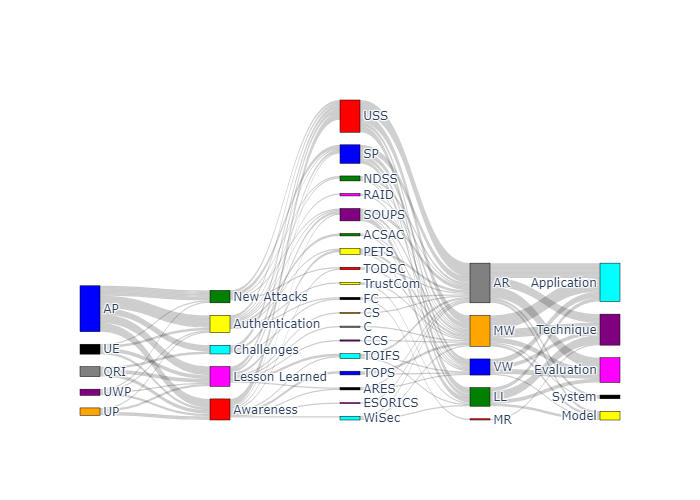 AP
UE
QRI
UWP
UP
New Attacks
Authentication
Challenges
Lesson Learned
Awareness
USS
SP
NDSS
RAID
SOUPS
ACSAC
PETS
TODSC
TrustCom
FC
CS
C
CCS
TOIFS
TOPS
ARES
ESORICS
WiSec
AR
MW
VW
LL
MR
Application
Technique
Evaluation
System
Model